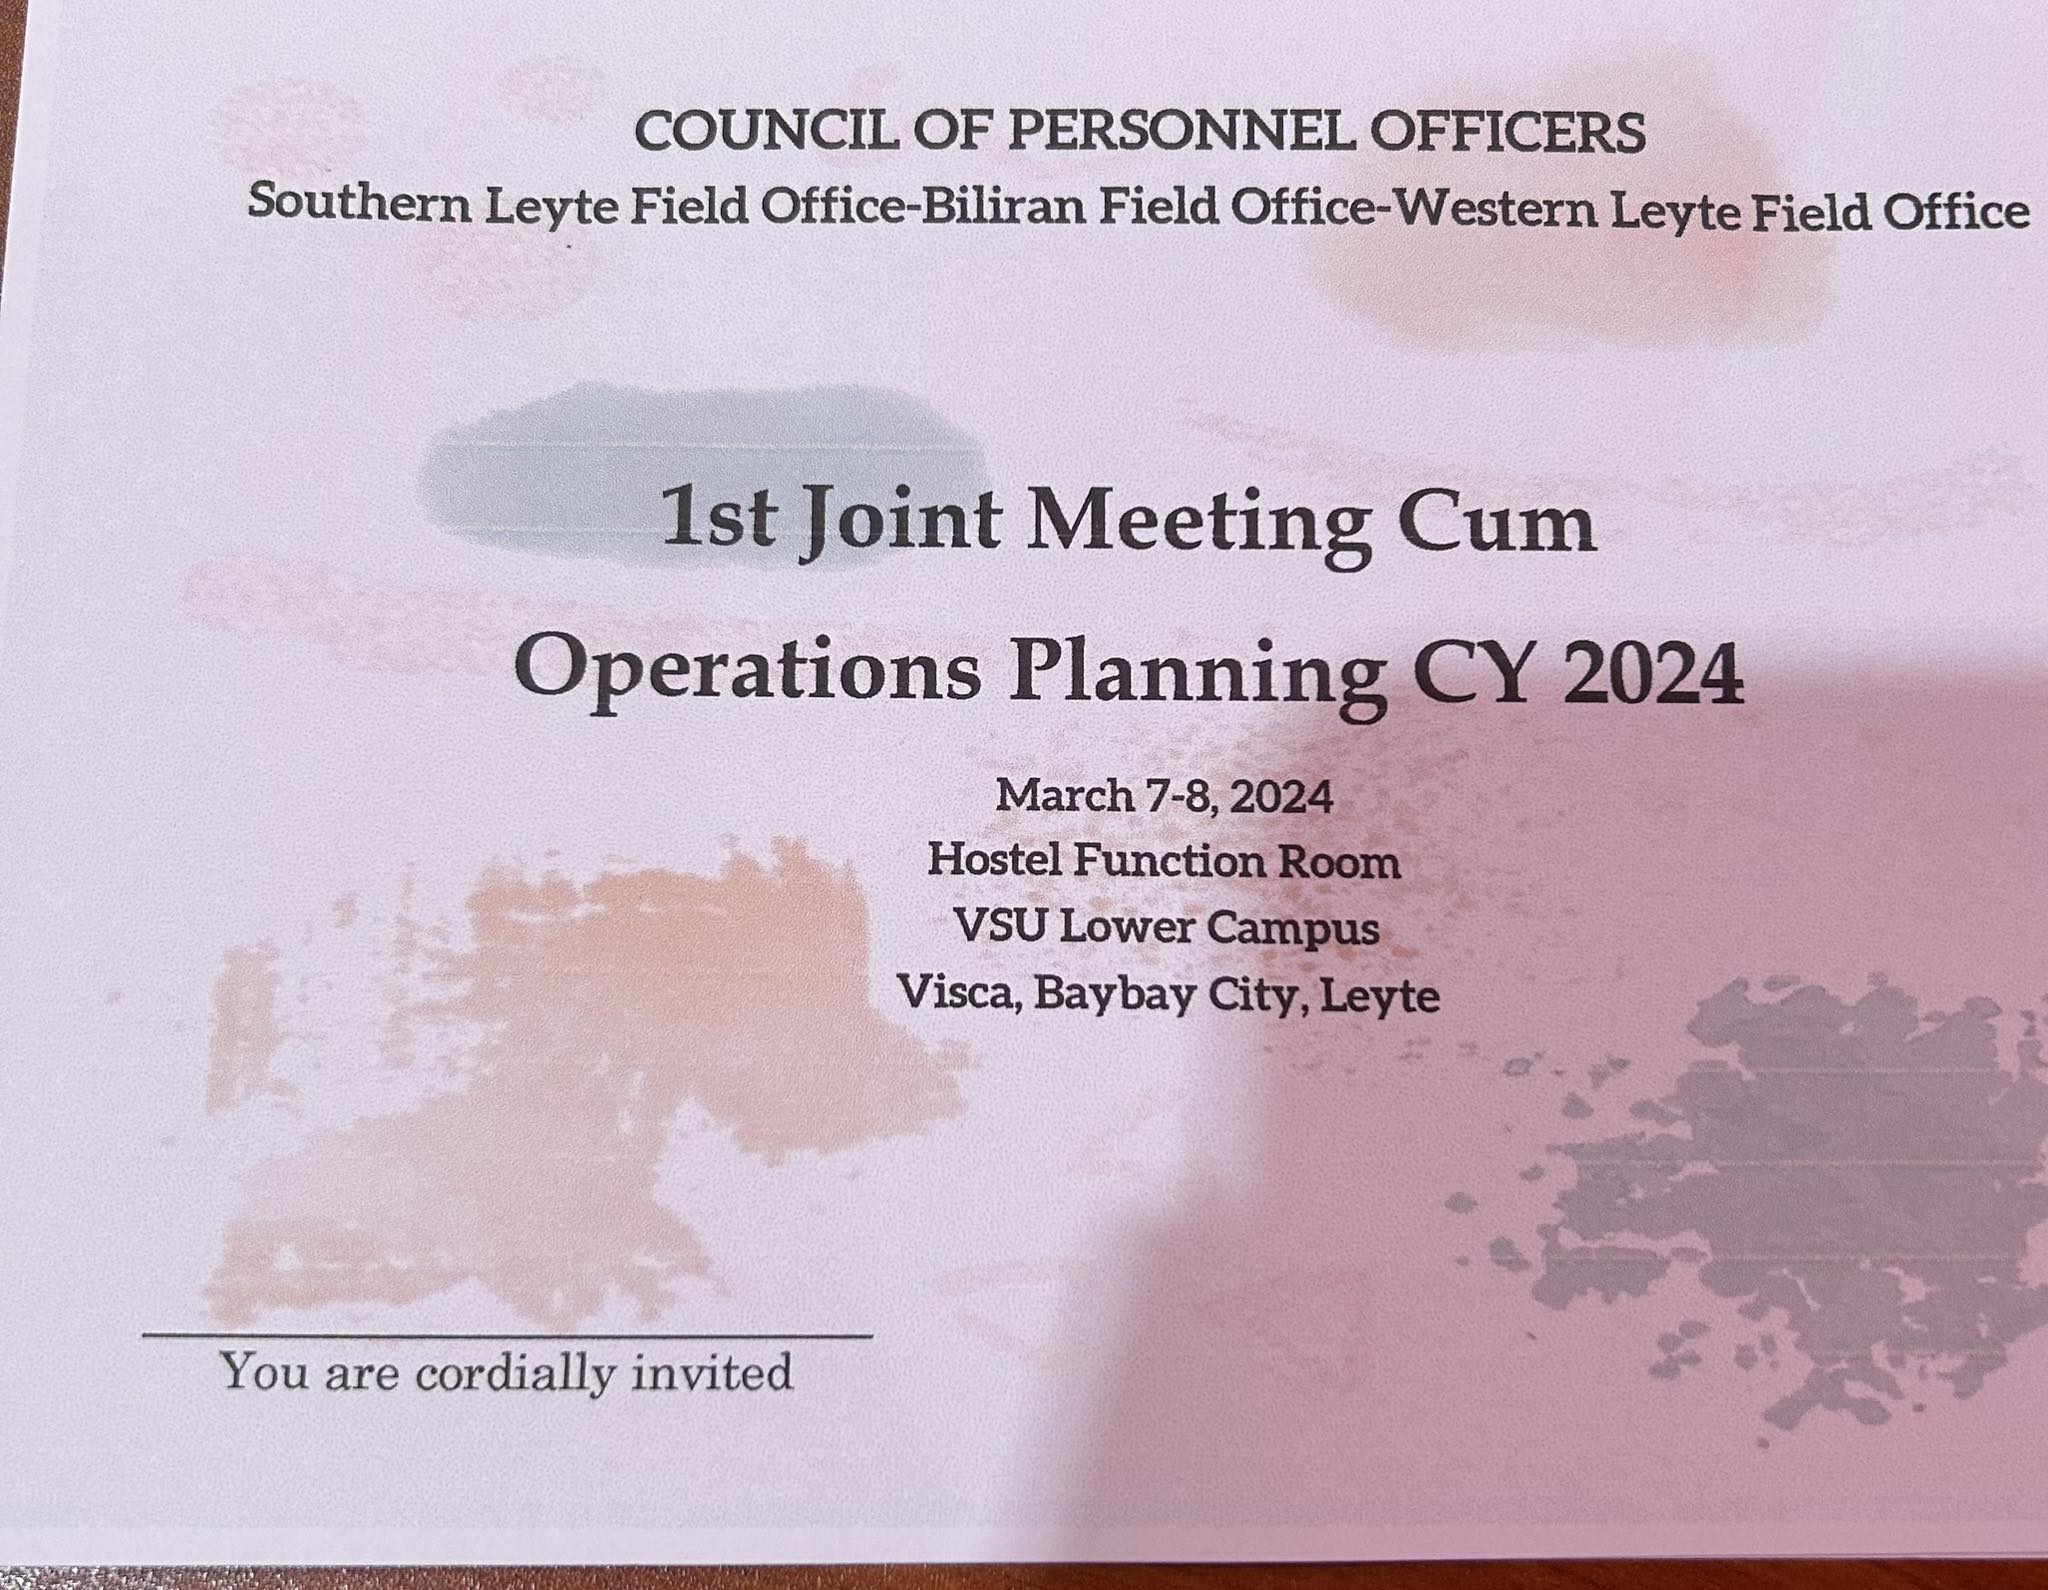 COUNCIL OF PERSONNEL OFFICERS
Southern Leyte Field Office-Biliran Field Office-Western Leyte Field Office
1st Joint Meeting Cum
Operations Planning CY 2024
March 7-8, 2024
Hostel Function Room
VSU Lower Campus
Visca, Baybay City, Leyte
You are cordially invited